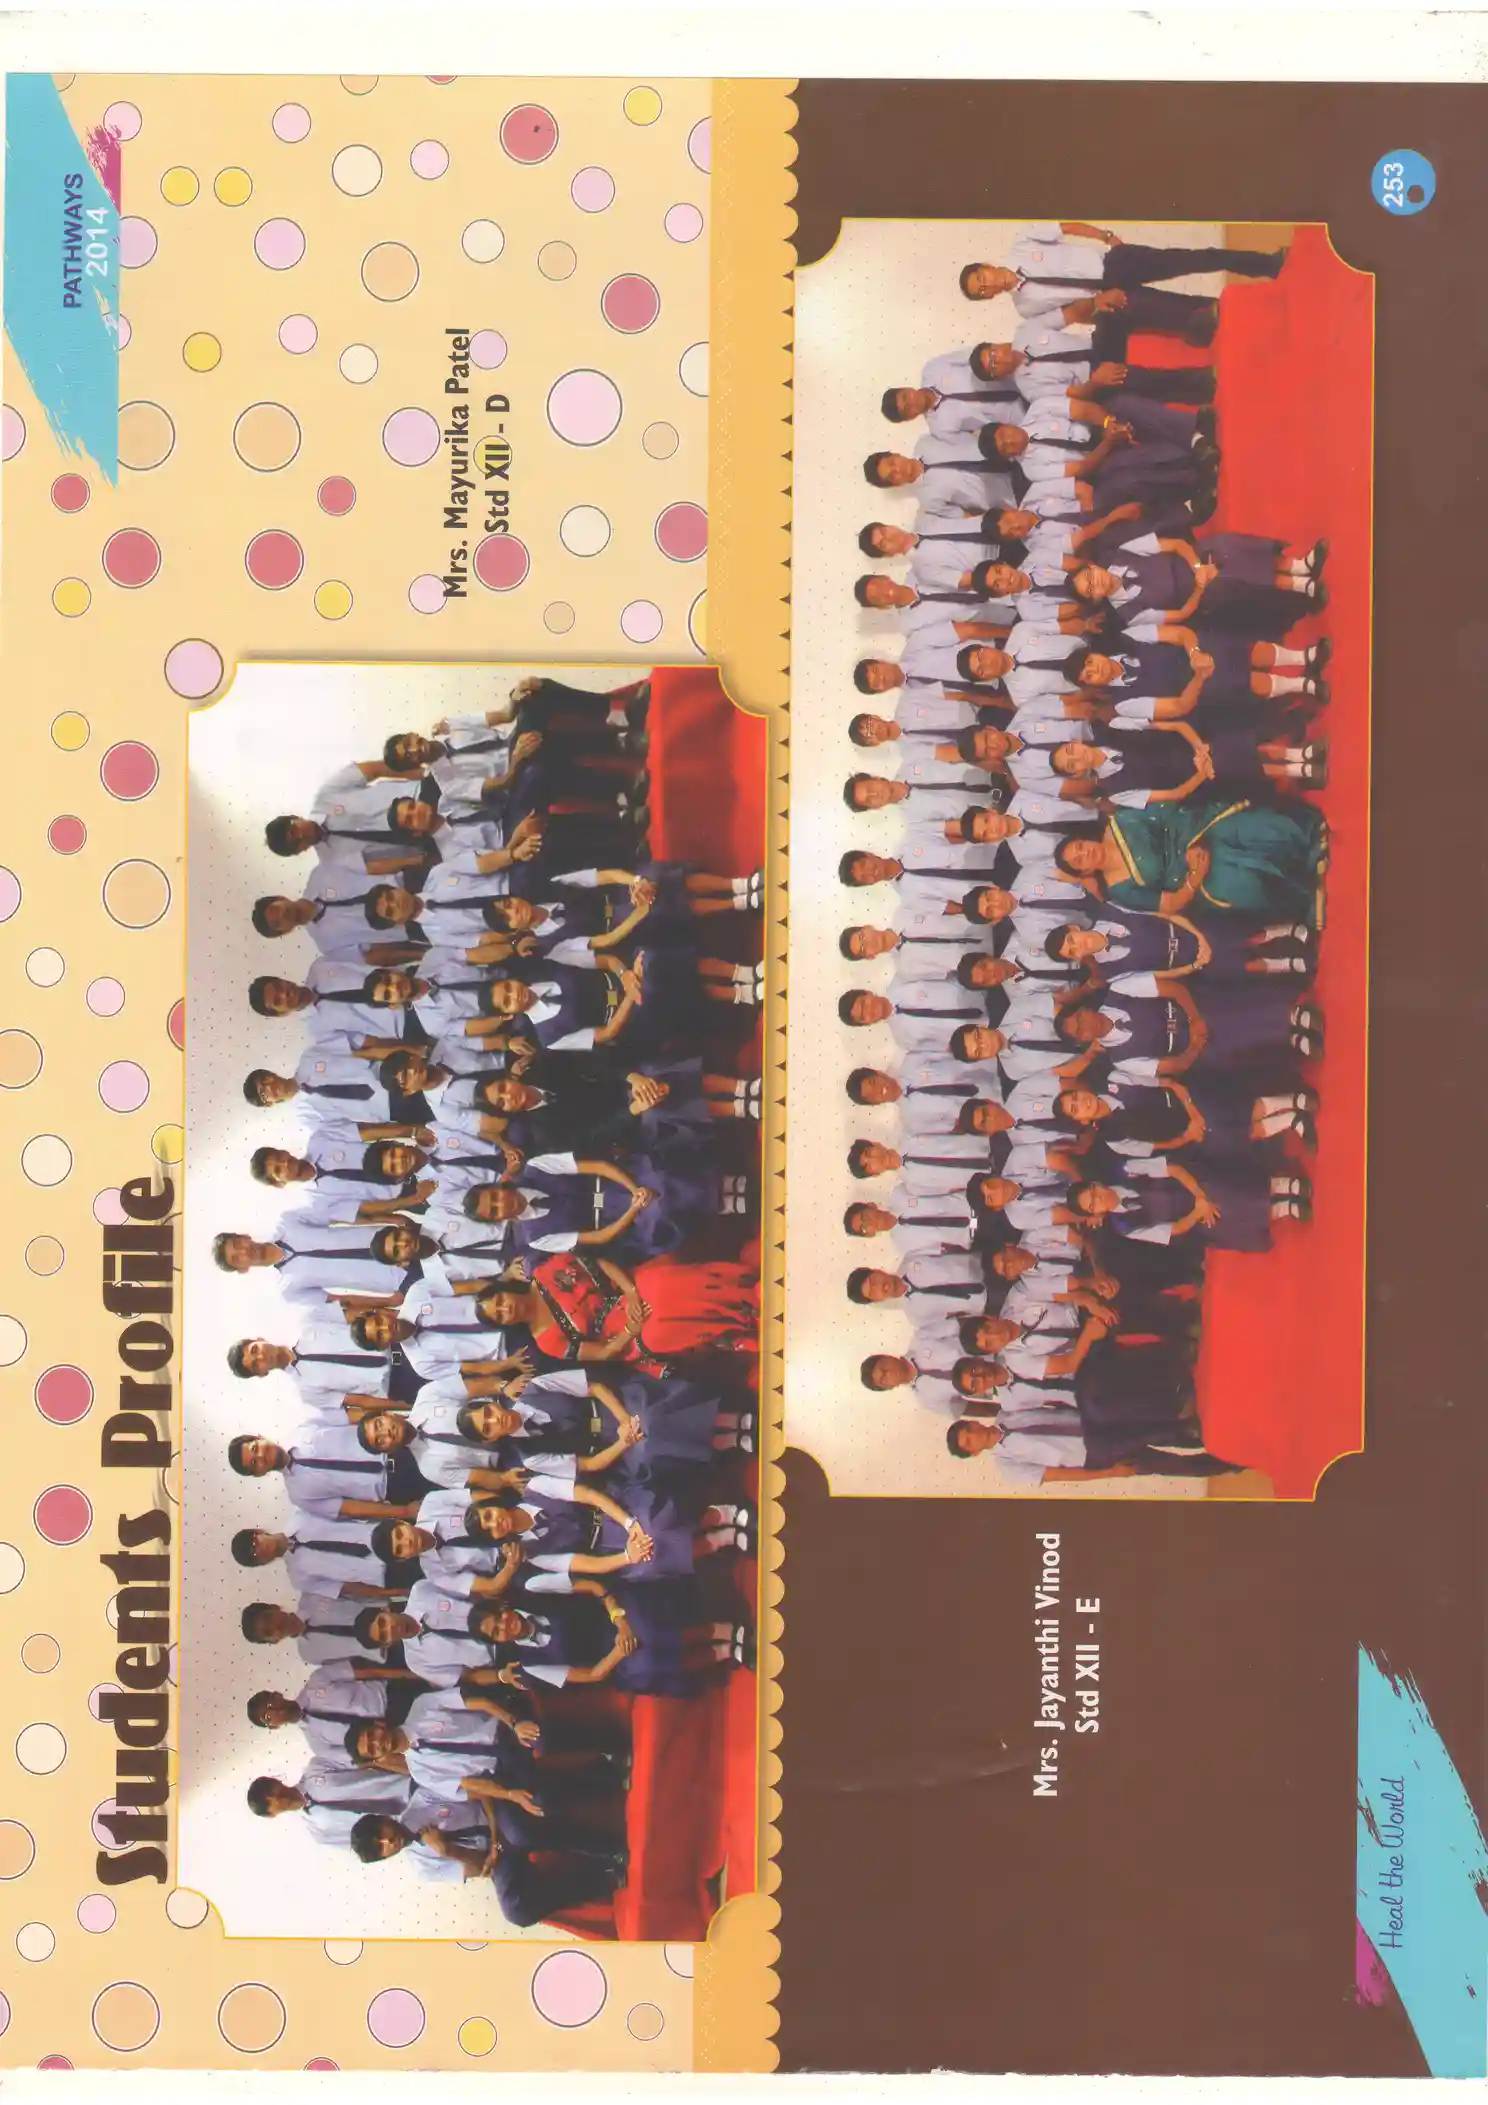 PATHWAYS
2014
Students Profile
Mrs. Mayurika Patel
Std XII - D
Mrs. Jayanthi Vinod
Std XII - E
Heal the World
253